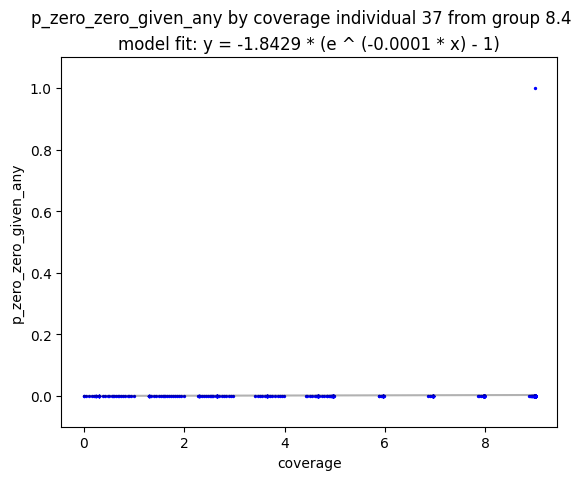 p_zero_zero_given_any by coverage individual 37 from group 8.4
model fit: y = -1.8429 * (e ^ (-0.0001 * x) - 1)
1.0
0.8
0.6
0.4
0.2
0.0
p_zero_zero_given_any
0 2 4 6 8
coverage